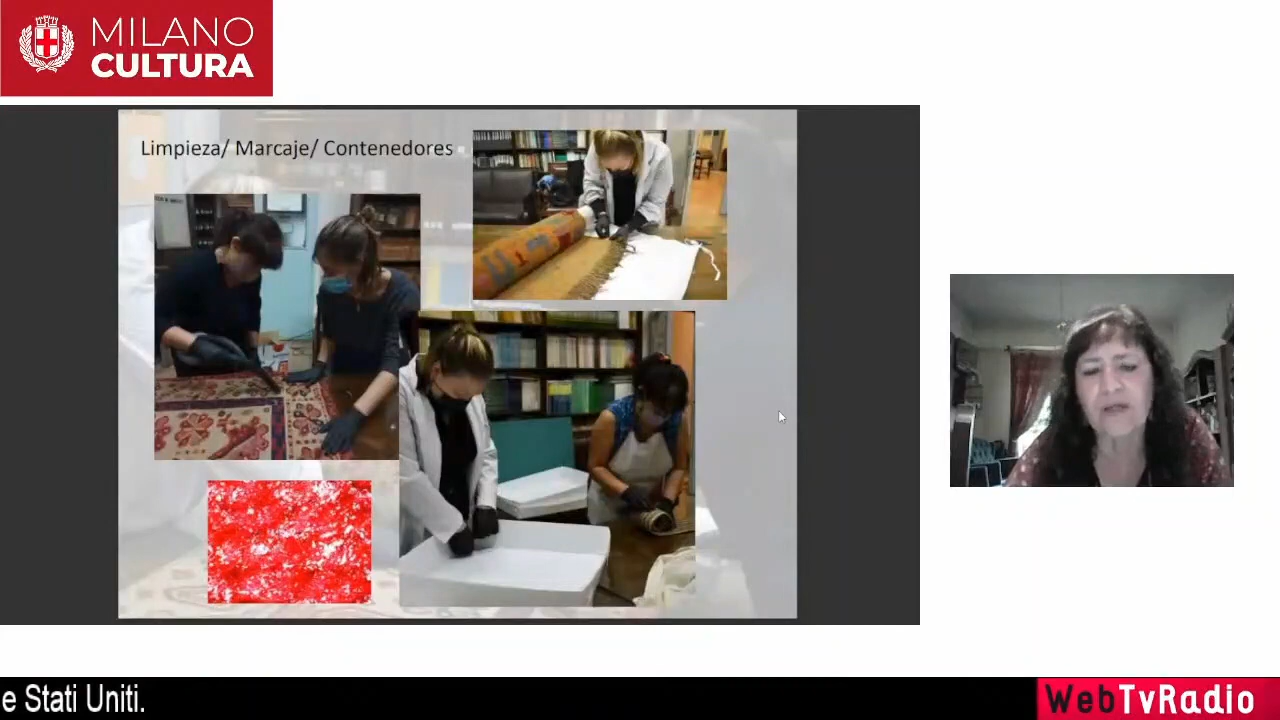 MILANO
CULTURA
Limpieza/ Marcaje/ Contenedores
e Stati Uniti.
WebTvRadio